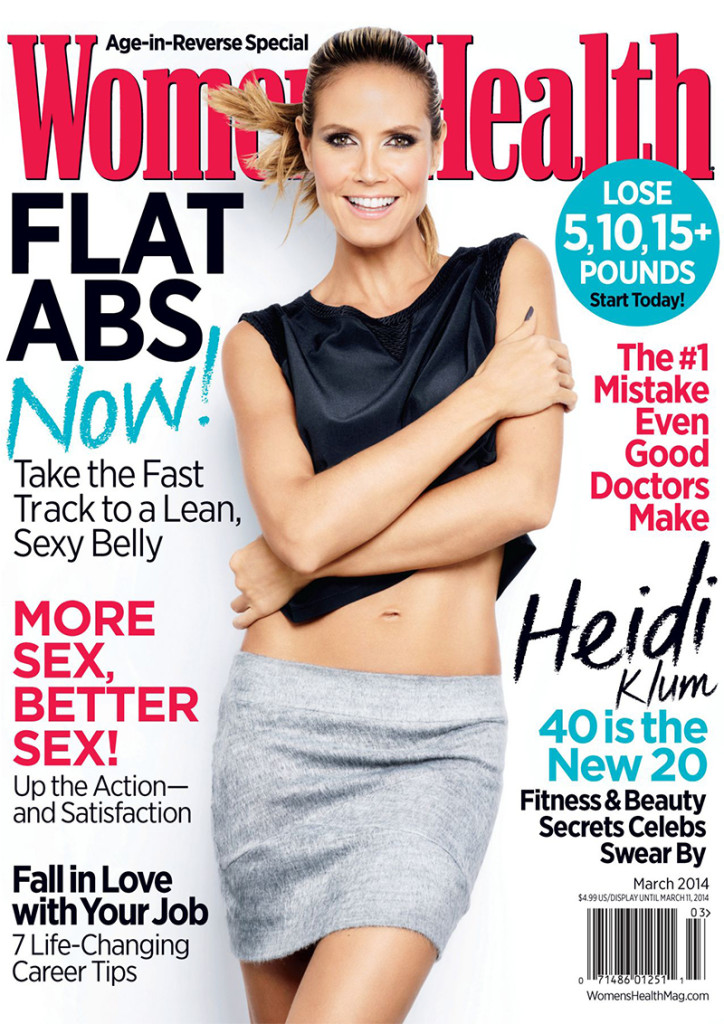 Age-in-Reverse Special
Women's Health
FLAT
ABS
Now!
Take the Fast
Track to a Lean,
Sexy Belly
MORE
SEX,
BETTER
SEX!
Up the Action—
and Satisfaction
Fall in Love
with Your Job
7 Life-Changing
Career Tips
LOSE
5,10,15+
POUNDS
Start Today!
The #1
Mistake
Even
Good
Doctors
Make
Heidi
Klum
40 is the
New 20
Fitness & Beauty
Secrets Celebs
Swear By
March 2014
$4.99 US/DISPLAY UNTIL MARCH 11, 2014
03>
0 71486 01251 1
WomensHealthMag.com